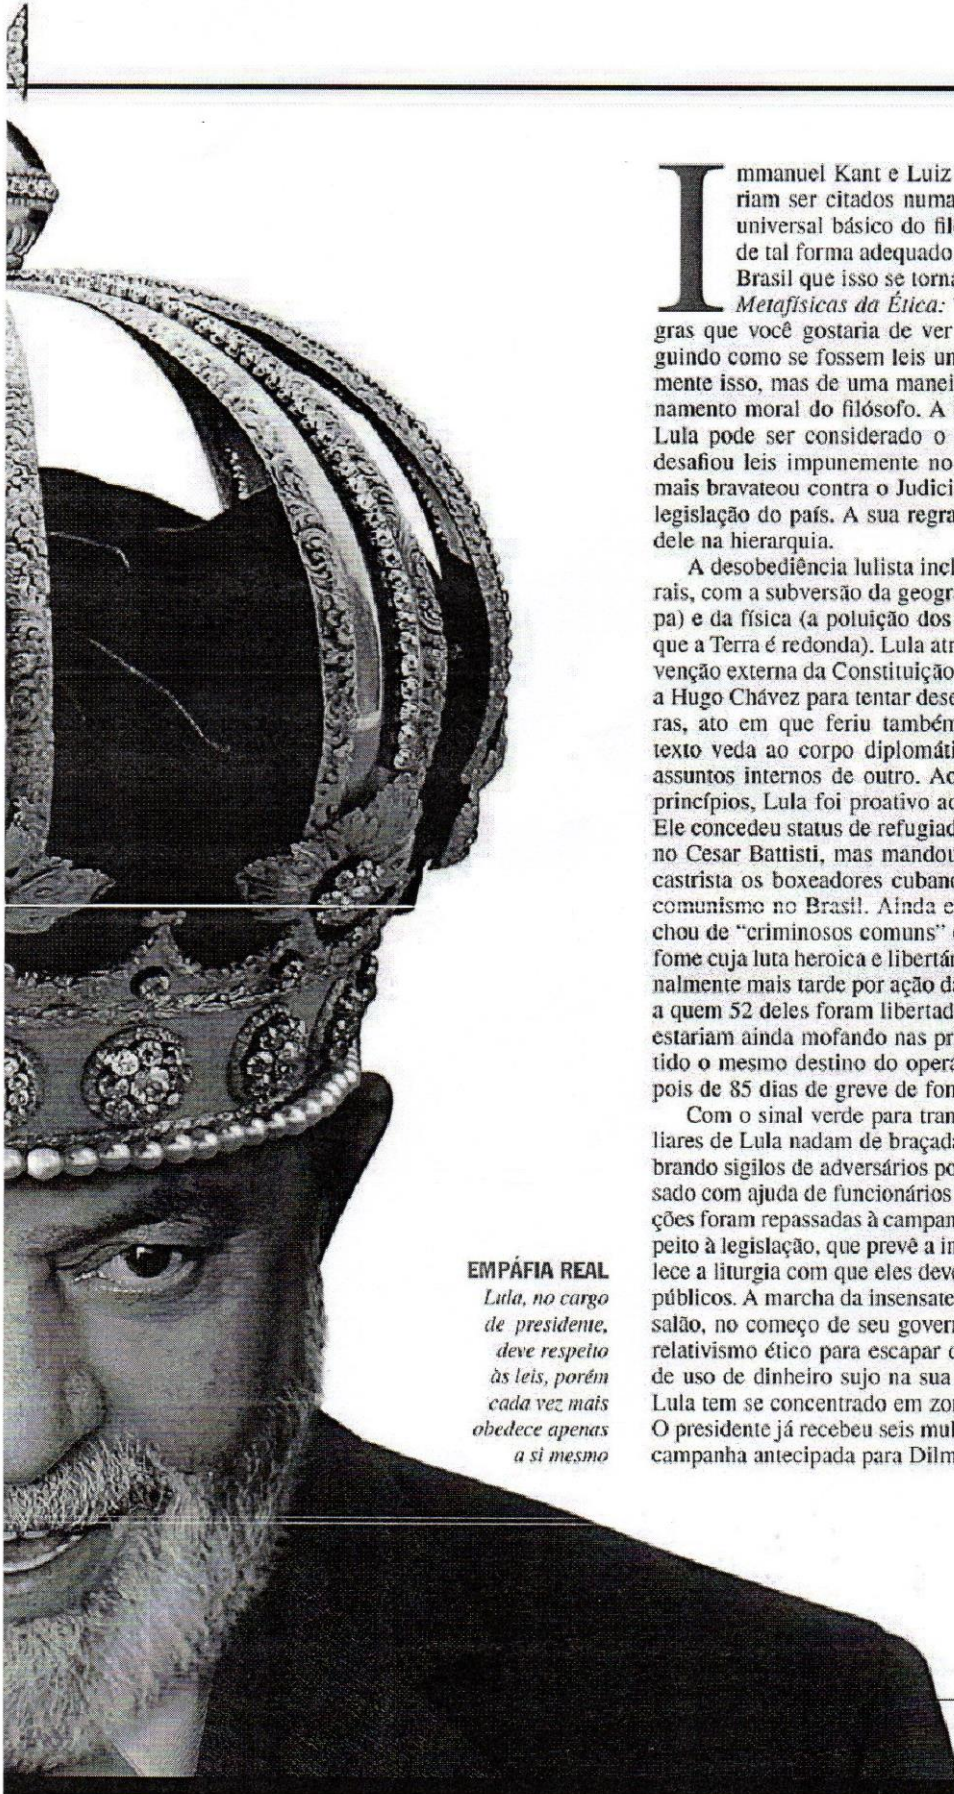 EMPÁFIA REAL
Lula, no cargo
de presidente,
deve respeito
às leis, porém
cada vez mais
obedece apenas
a si mesmo
Immanuel Kant e Luiz
riam ser citados numa
universal básico do fil
de tal forma adequado
Brasil que isso se torna
Metafísicas da Ética:
gras que você gostaria de ver
guindo como se fossem leis un
mente isso, mas de uma manei
namento moral do filósofo. A
Lula pode ser considerado o
desafiou leis impunemente no
mais bravateou contra o Judici
legislação do país. A sua regra
dele na hierarquia.
A desobediência lulista incl
rais, com a subversão da geogra
pa) e da física (a poluição dos
que a Terra é redonda). Lula atr
venção externa da Constituição
a Hugo Chávez para tentar dese
ras, ato em que feriu também
texto veda ao corpo diplomáti
assuntos internos de outro. Ao
princípios, Lula foi proativo ao
Ele concedeu status de refugiad
no Cesar Battisti, mas mandou
castrista os boxeadores cubano
comunismo no Brasil. Ainda e
chou de “criminosos comuns”
fome cuja luta heroica e libertár
nalmente mais tarde por ação da
a quem 52 deles foram libertad
estariam ainda mofando nas pr
tido o mesmo destino do opera
pois de 85 dias de greve de fom
Com o sinal verde para tran
liares de Lula nadam de braçada
brando sigilos de adversários po
sado com ajuda de funcionários
ções foram repassadas à campan
peito à legislação, que prevê a in
lece a liturgia com que eles deve
públicos. A marcha da insensate
salão, no começo de seu govern
relativismo ético para escapar d
de uso de dinheiro sujo na sua
Lula tem se concentrado em zon
O presidente já recebeu seis mul
campanha antecipada para Dilm